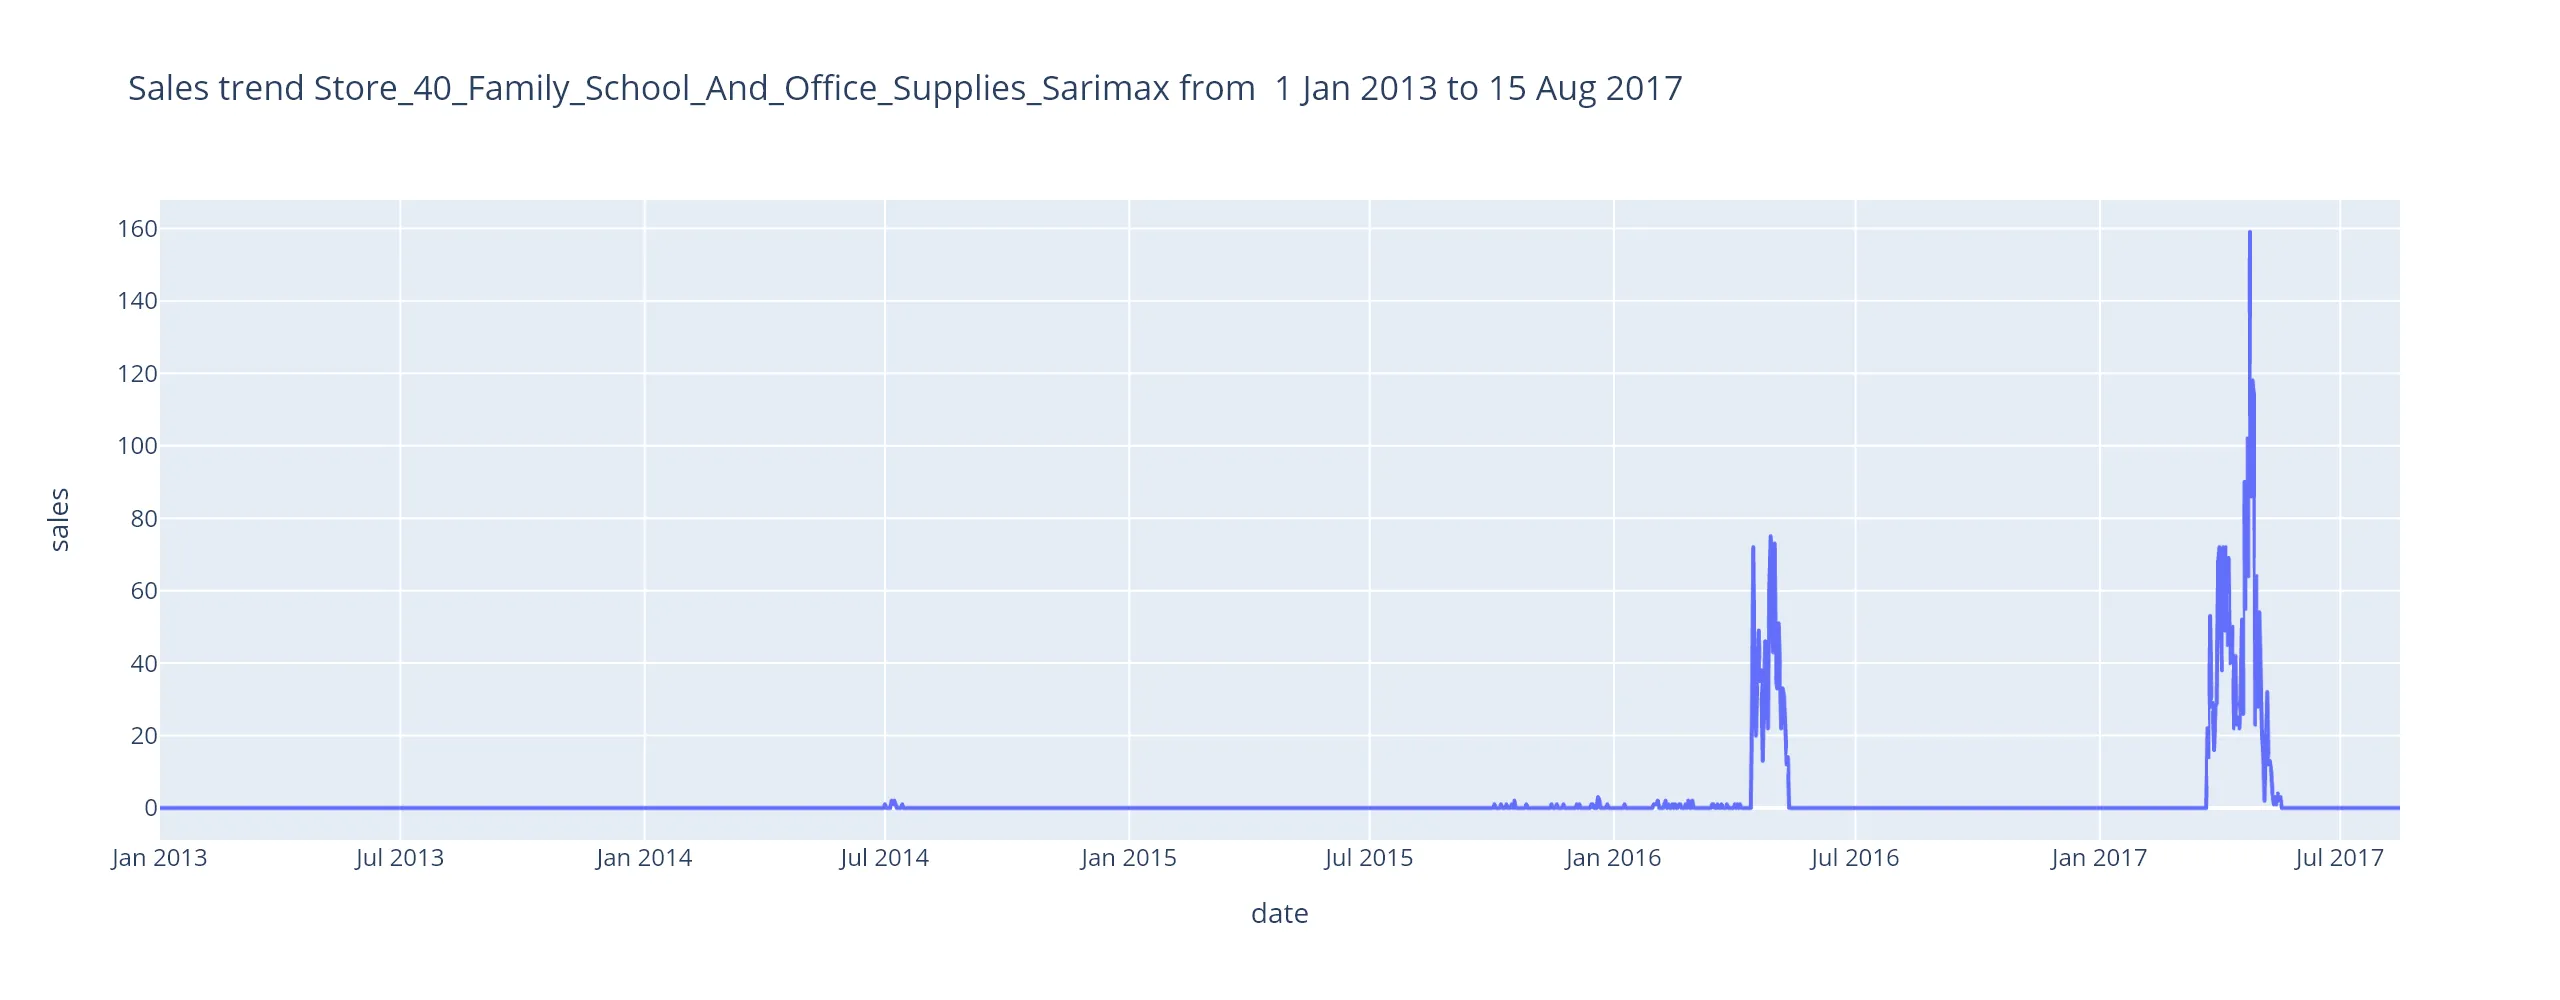 Sales trend Store_40_Family_School_And_Office_Supplies_Sarimax from  1 Jan 2013 to 15 Aug 2017
160
140
120
100
80
60
40
20
0
sales
Jan 2013 Jul 2013 Jan 2014 Jul 2014 Jan 2015 Jul 2015 Jan 2016 Jul 2016 Jan 2017 Jul 2017
date